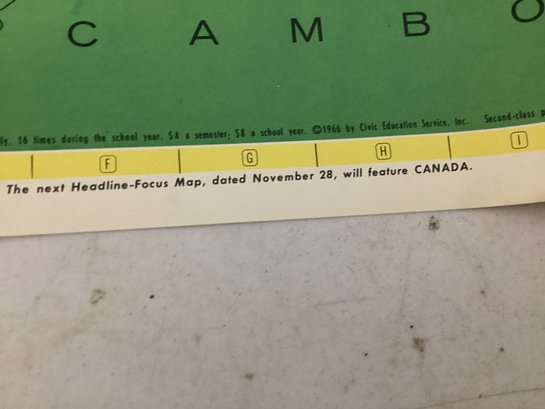 C A M B O
16 times during the school year. $4 a semester; $8 a school year. ©1966 by Civic Education Service, Inc. Second-class
F G H I
The next Headline-Focus Map, dated November 28, will feature CANADA.